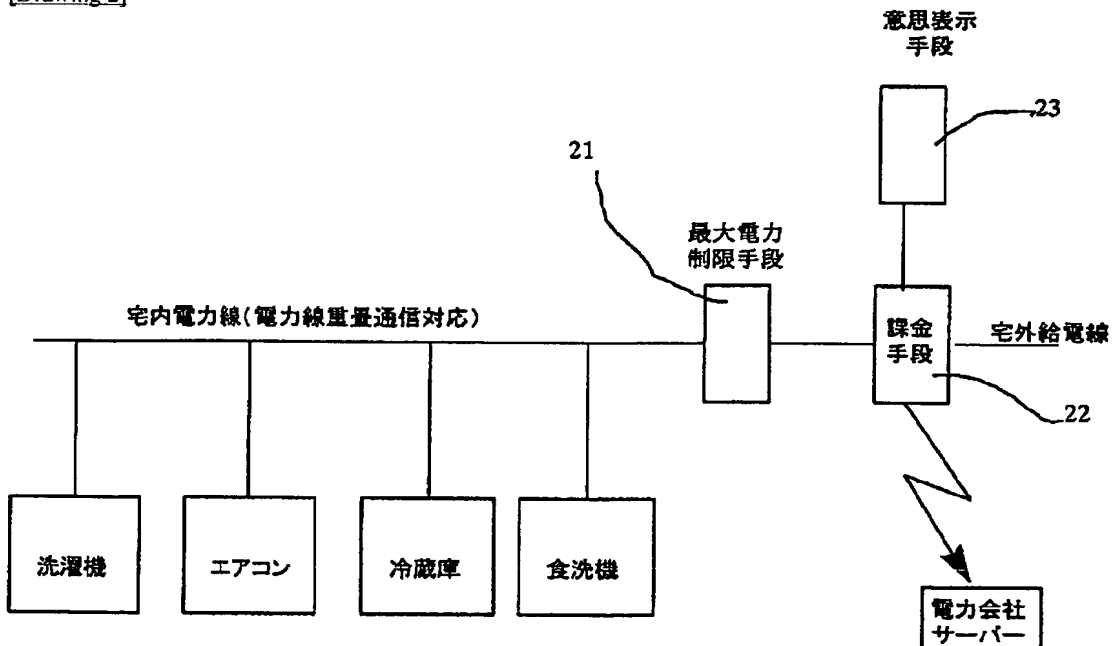 [Drawing 2]
意思表示
手段
23
21
最大電力
制限手段
宅内電力線(電力線重畳通信対応)
課金
手段
宅外給電線
22
洗濯機
エアコン
冷蔵庫
食洗機
電力会社
サーバー